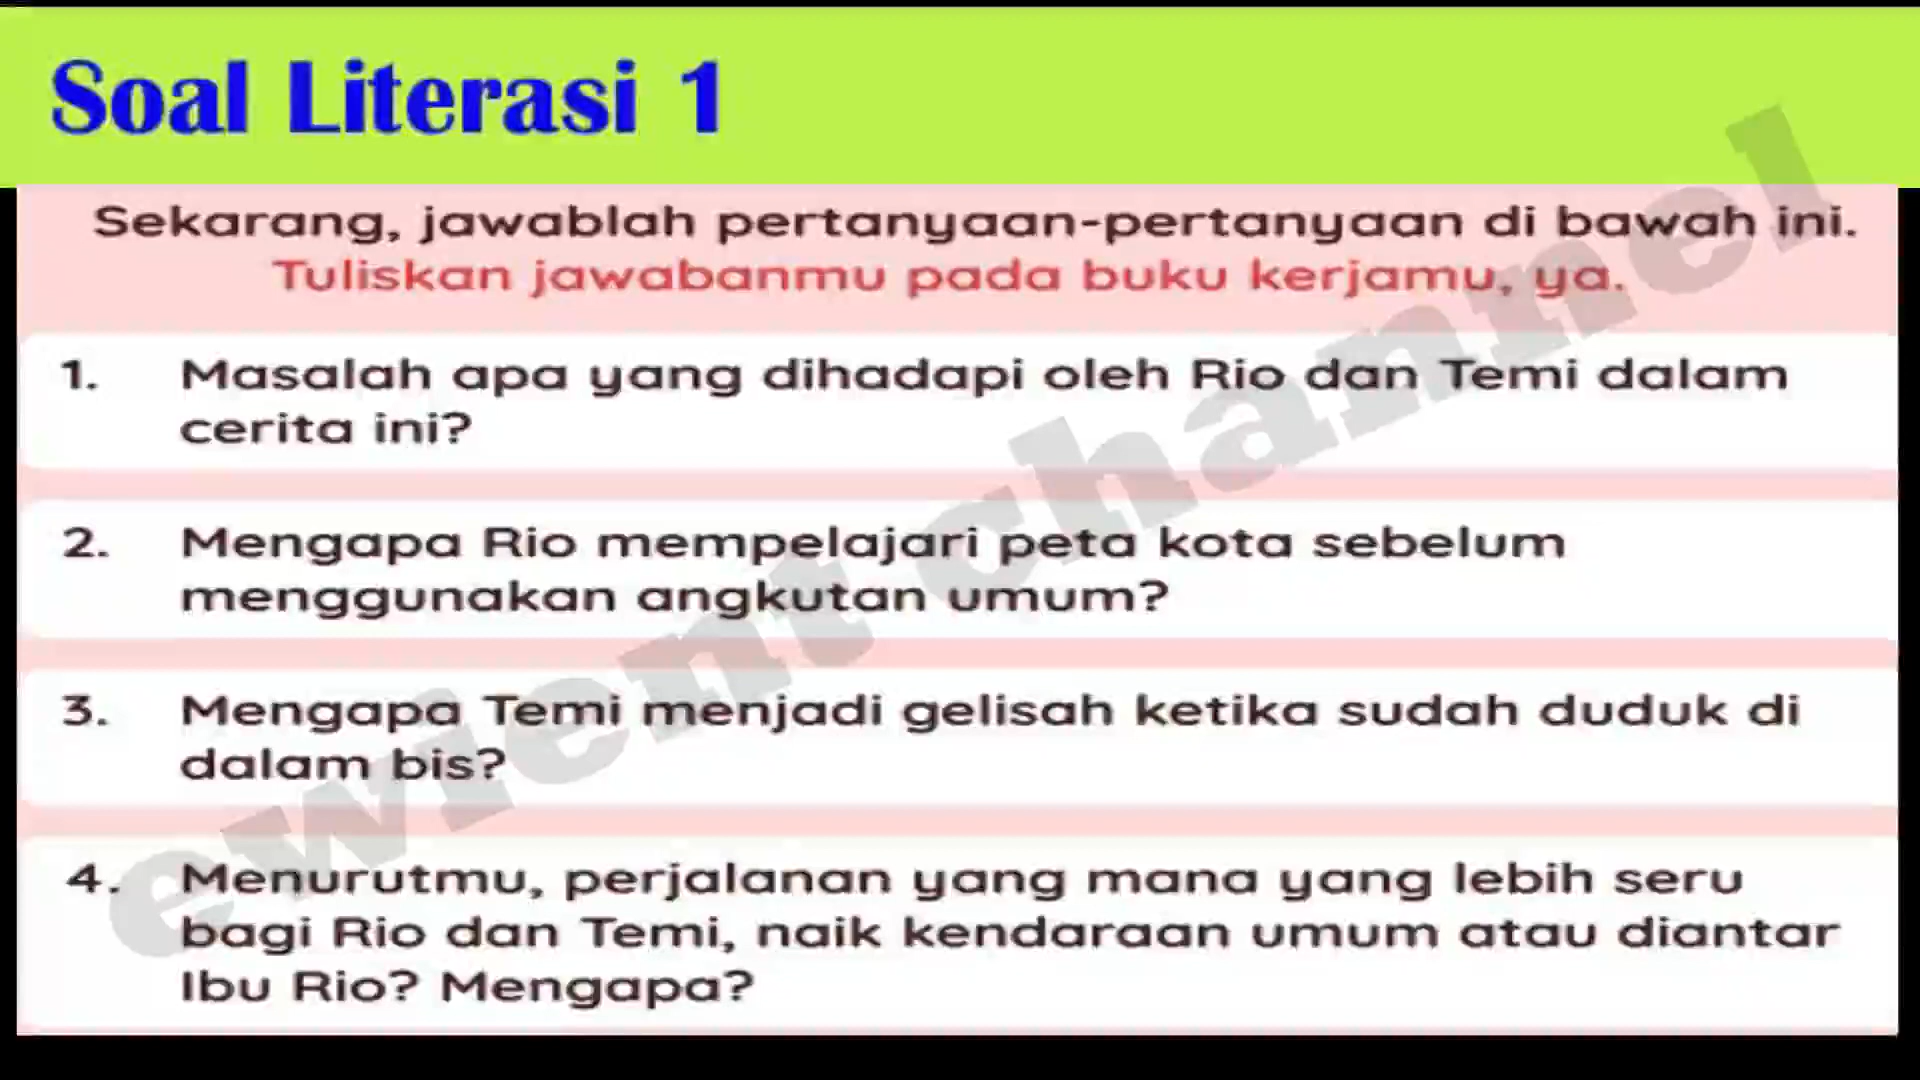 Soal Literasi 1
Sekarang, jawablah pertanyaan-pertanyaan di bawah ini.
Tuliskan jawabanmu pada buku kerjamu, ya.
1. Masalah apa yang dihadapi oleh Rio dan Temi dalam
cerita ini?
2. Mengapa Rio mempelajari peta kota sebelum
menggunakan angkutan umum?
3. Mengapa Temi menjadi gelisah ketika sudah duduk di
dalam bis?
4. Menurutmu, perjalanan yang mana yang lebih seru
bagi Rio dan Temi, naik kendaraan umum atau diantar
Ibu Rio? Mengapa?
ewient channel